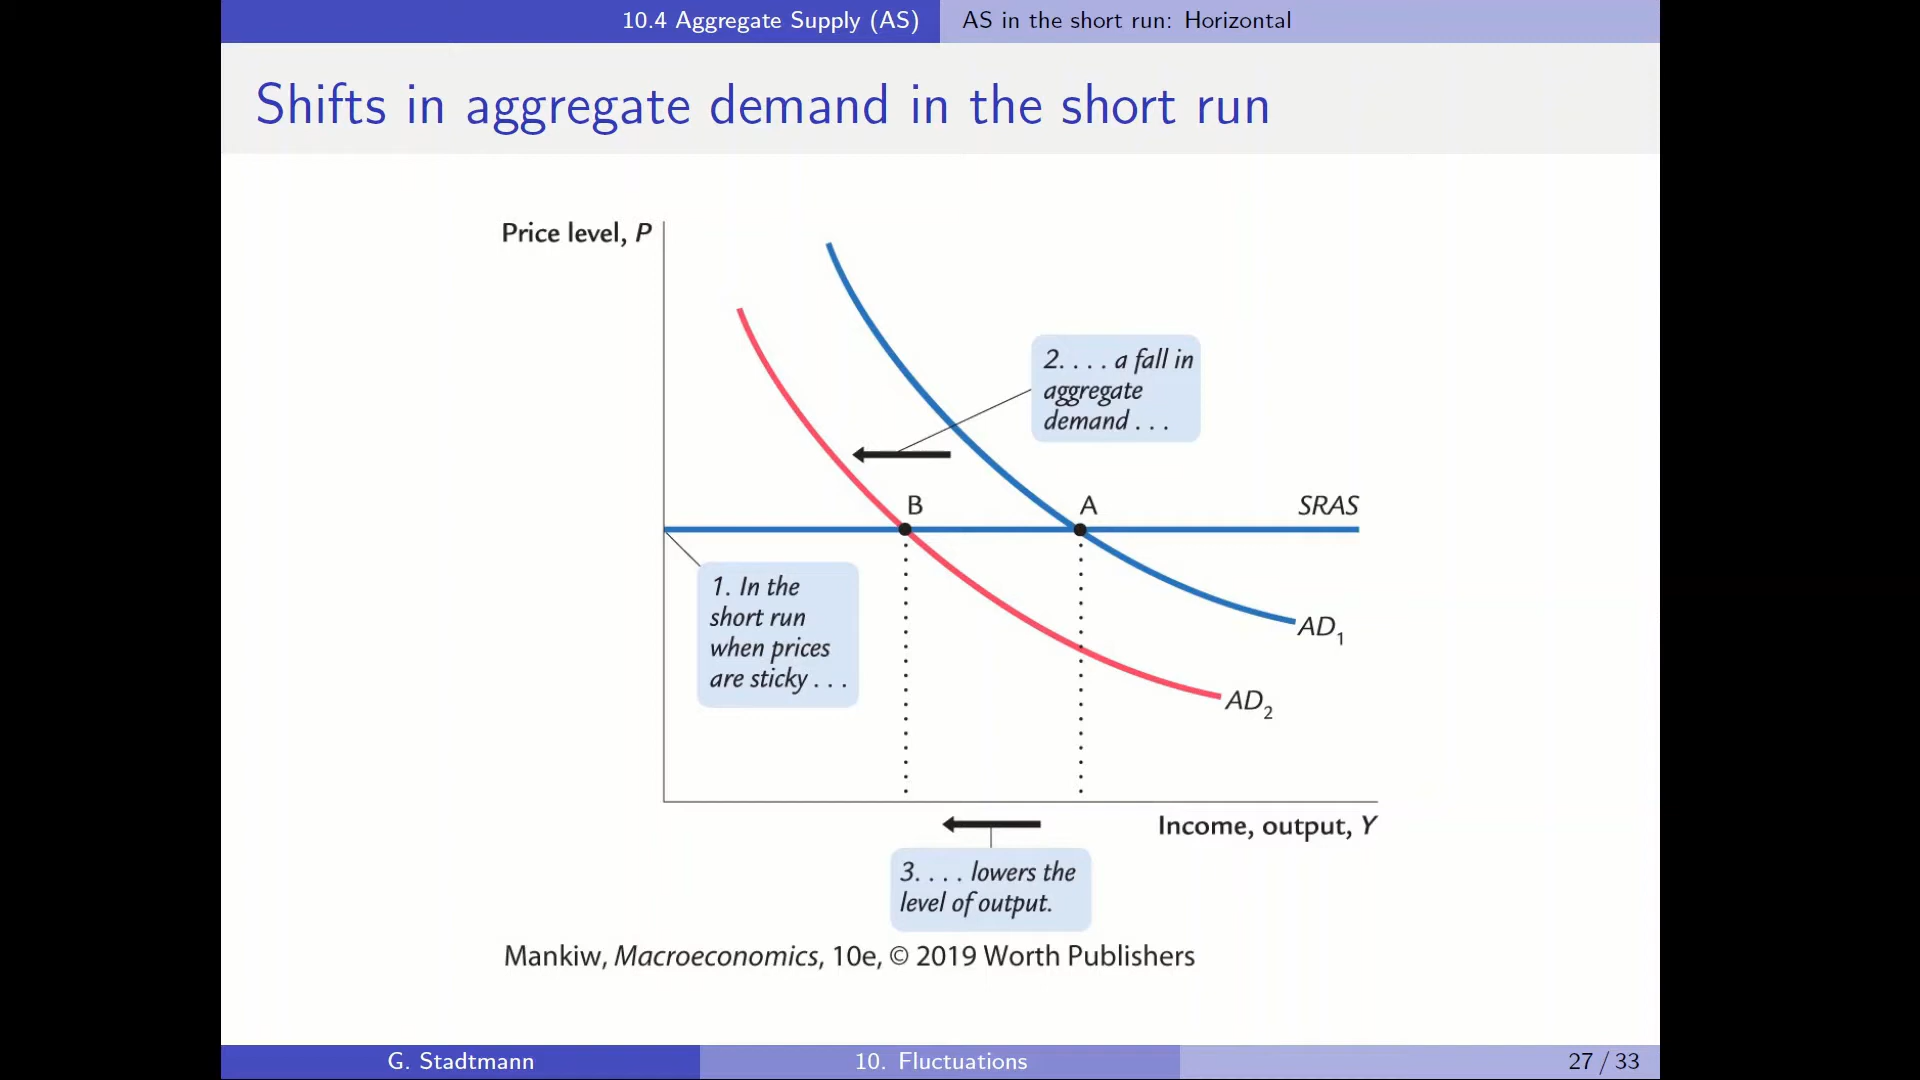 10.4 Aggregate Supply (AS) AS in the short run: Horizontal
Shifts in aggregate demand in the short run
Price level, P
2. . . . a fall in
aggregate
demand . . .
B
A
SRAS
1. In the
short run
when prices
are sticky . . .
AD1
AD2
Income, output, Y
3. . . . lowers the
level of output.
Mankiw, Macroeconomics, 10e, © 2019 Worth Publishers
G. Stadtmann 10. Fluctuations 27 / 33